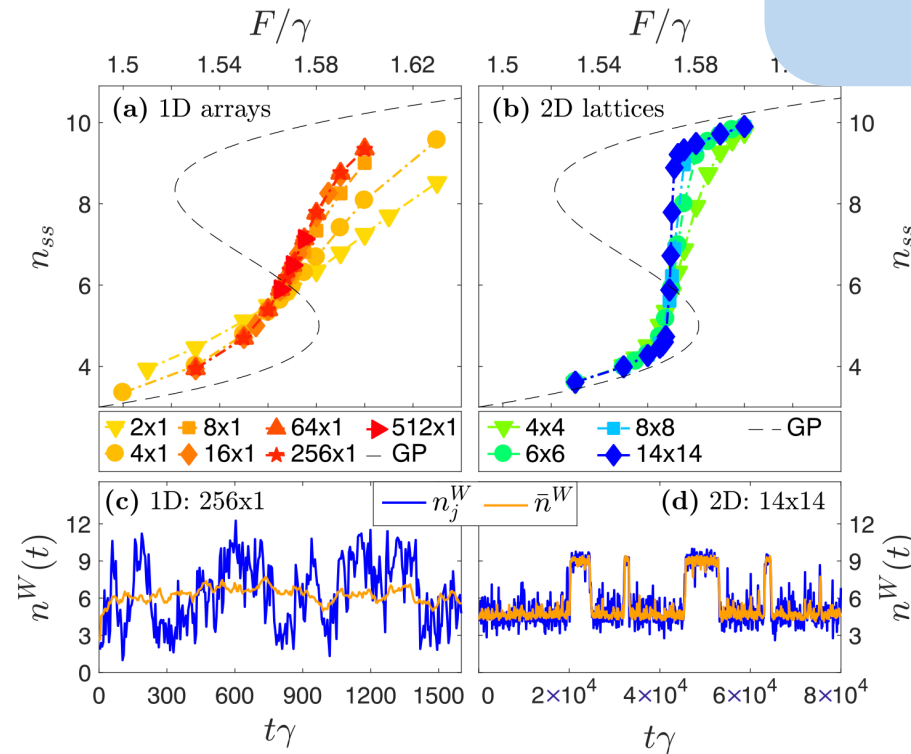 F/γ F/γ
1.5 1.54 1.58 1.62 1.5 1.54 1.58
(a) 1D arrays (b) 2D lattices
10 10
8 8
6 6
4 4
n_ss n_ss
2x1 8x1 64x1 512x1
4x1 16x1 256x1 GP
4x4 8x8 GP
6x6 14x14
(c) 1D: 256x1 n_j^W n̄^W (d) 2D: 14x14
12 12
9 9
6 6
3 3
0 0
n^W(t) n^W(t)
0 300 600 900 1200 1500 0 2×10^4 4×10^4 6×10^4 8×10^4
tγ tγ